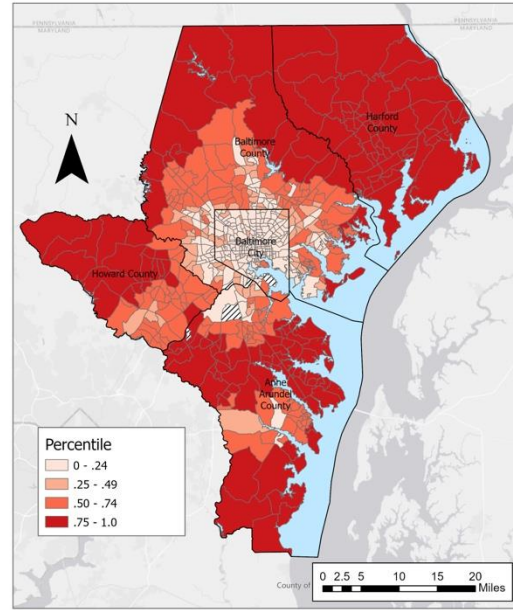 PENNSYLVANIA
MARYLAND
PENNSYLVANIA
MARYLAND
N
Harford
County
Baltimore
County
Baltimore
City
Howard County
Anne
Arundel
County
Percentile
0 - .24
.25 - .49
.50 - .74
.75 - 1.0
County of
0 2.5 5 10 15 20
Miles